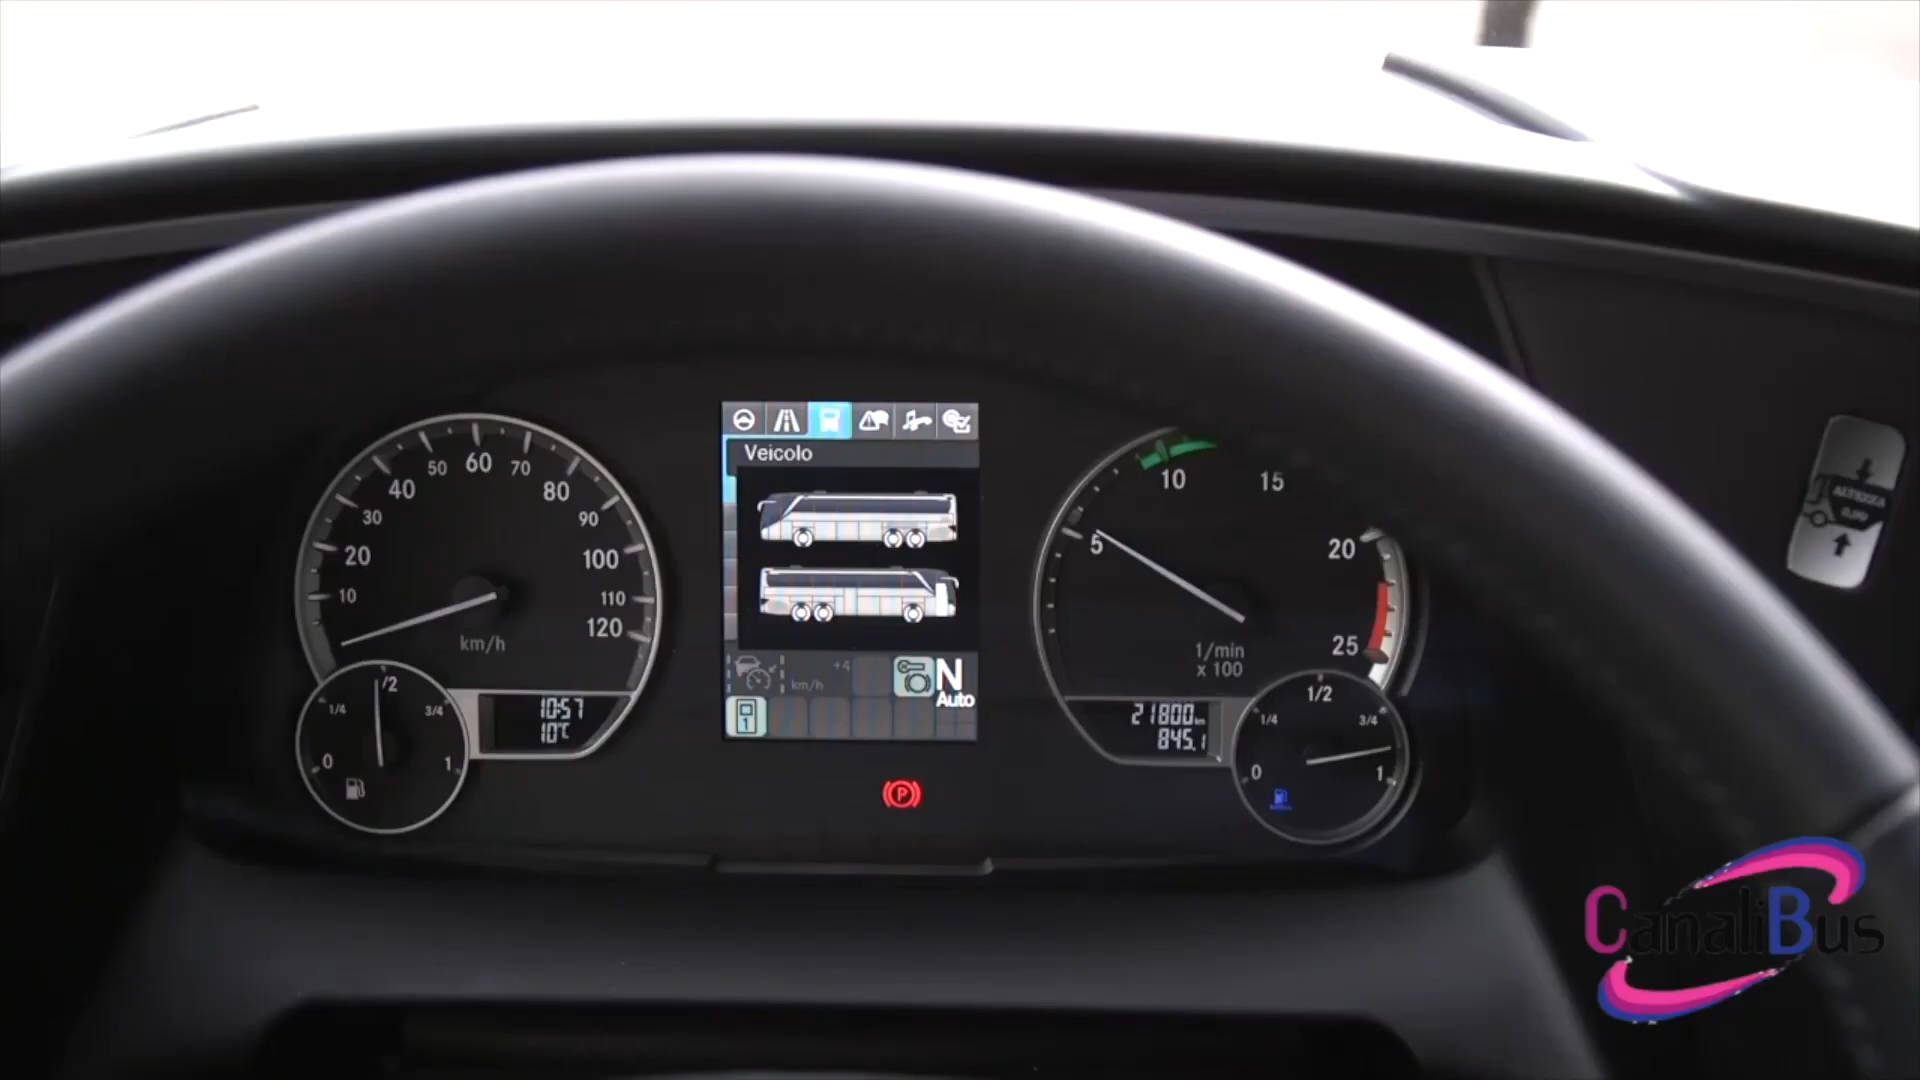 Veicolo
10
20
30
40
50
60
70
80
90
100
110
120
km/h
0
1/4
1/2
3/4
1
10:57
10°C
+4
km/h
N
Auto
1
P
5
10
15
20
25
1/min
x 100
21800 km
845.1
0
1/4
1/2
3/4
1
CanaliBus